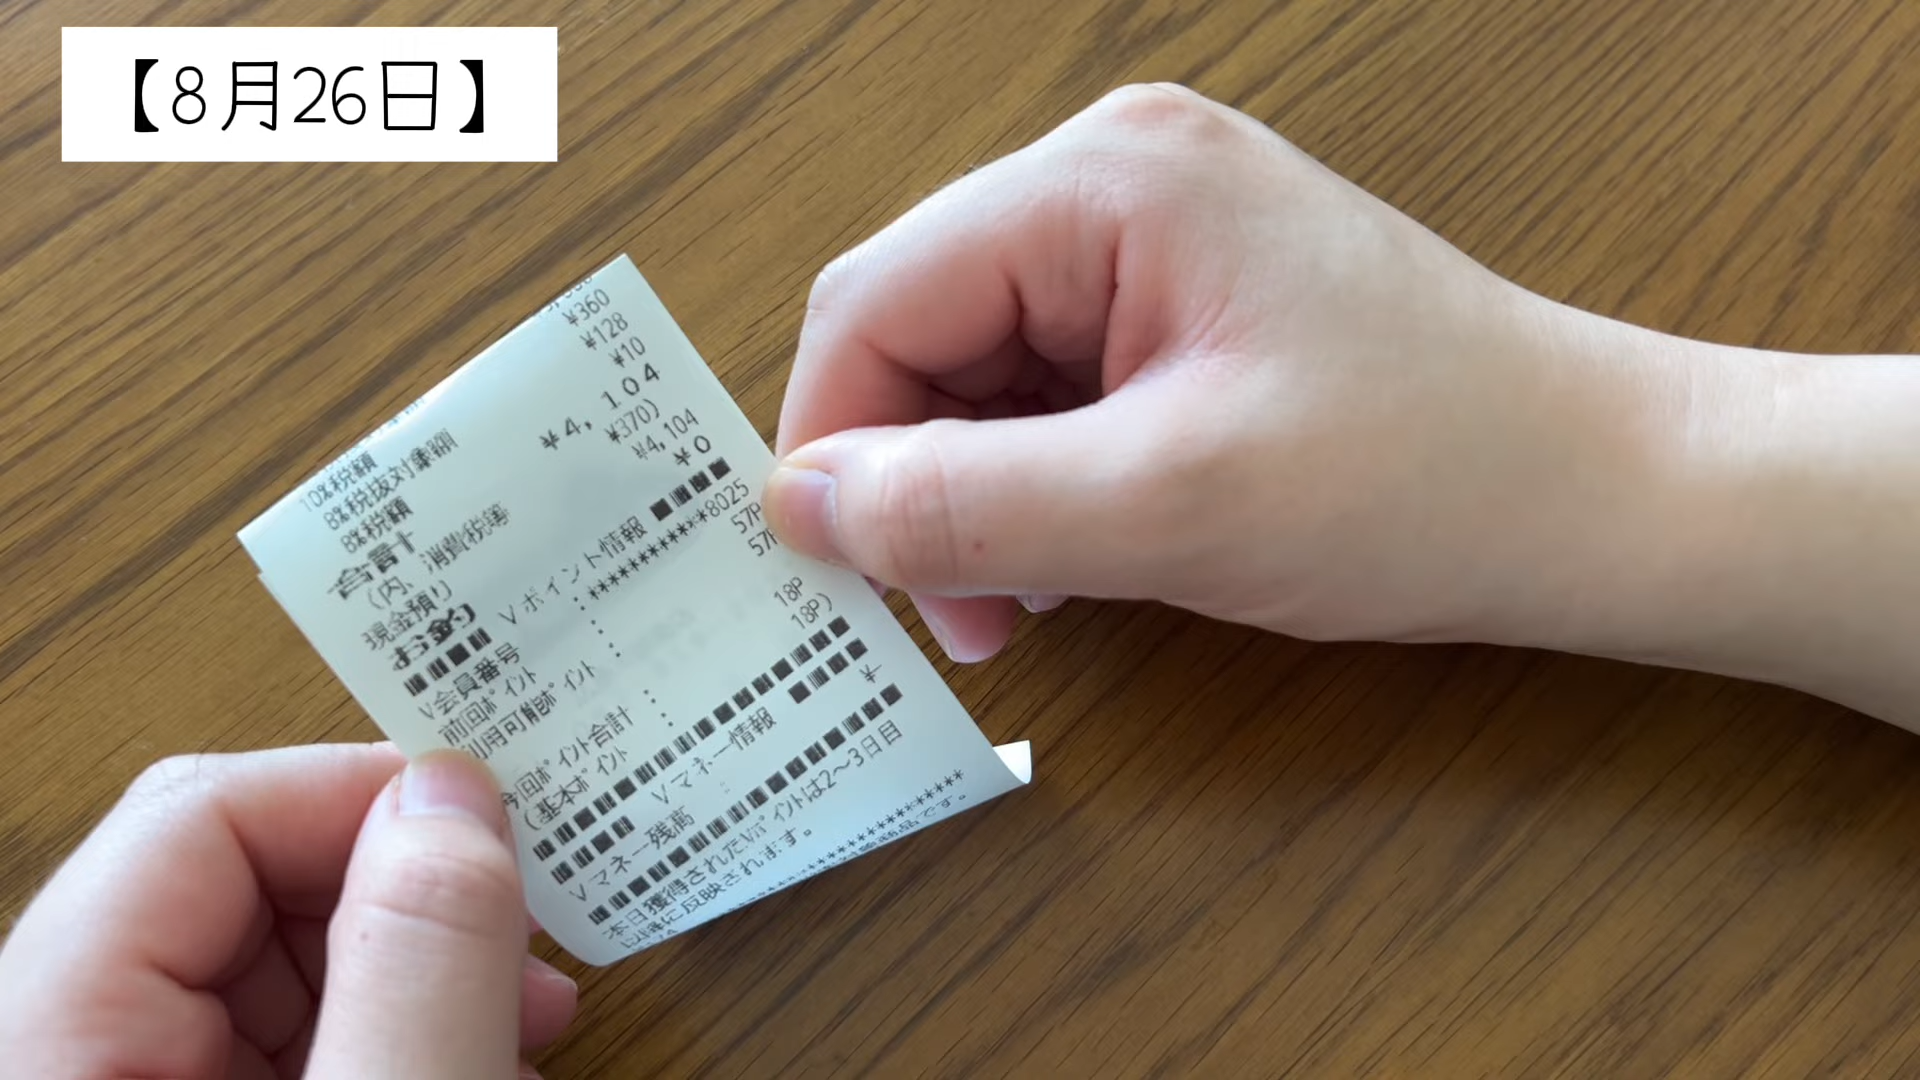 【8月26日】
10%税額 ¥360
8%税抜対象額 ¥128
8%税額 ¥10
合計 ¥4,104
(内、消費税等 ¥370)
現金預り ¥4,104
お釣 ¥0
Vポイント情報
V会員番号 :**********8025
前回ポイント : 57P
利用可能ポイント : 57P
今回ポイント合計 : 18P
(基本ポイント : 18P)
Vマネー情報
Vマネー残高 : ¥-
本日獲得されたVポイントは2〜3日目
以降に反映されます。